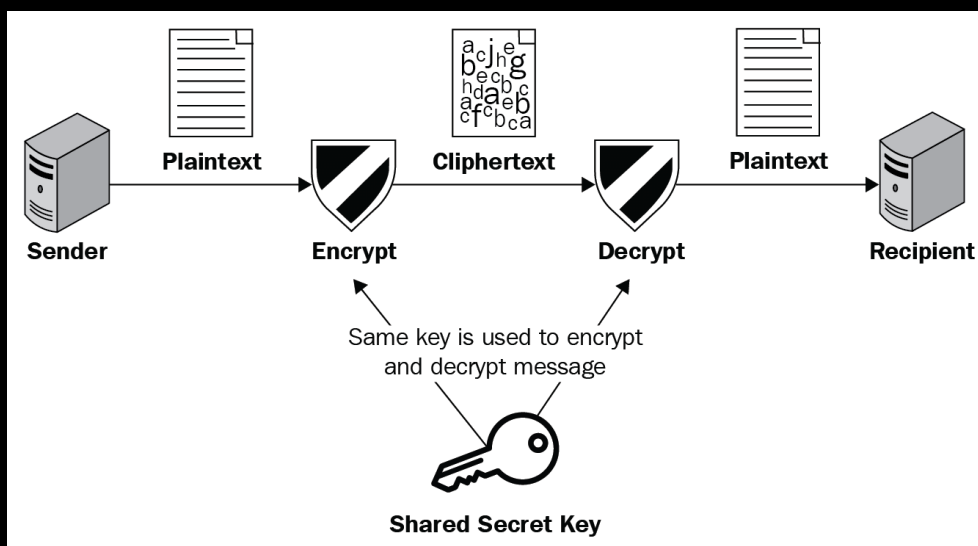 a c j h e
b e c g
h d a b c
a f c e b
c b c a
Plaintext
Cliphertext
Plaintext
Sender
Encrypt
Decrypt
Recipient
Same key is used to encrypt
and decrypt message
Shared Secret Key